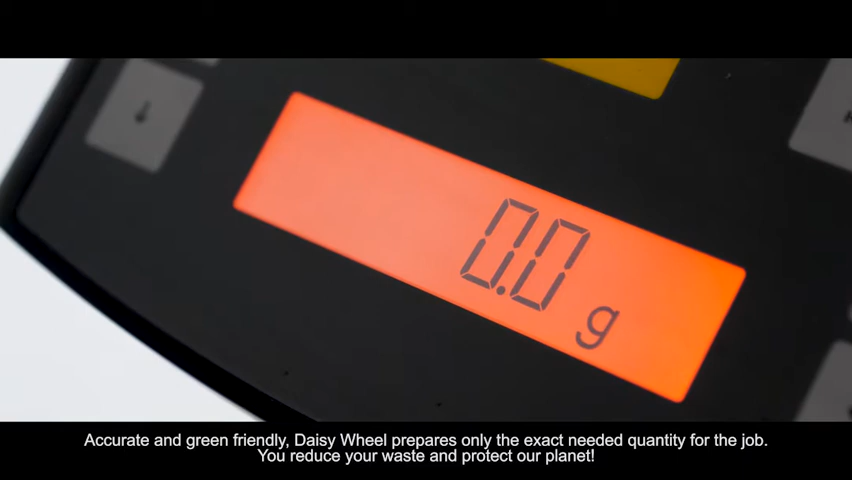 0.0 g
Accurate and green friendly, Daisy Wheel prepares only the exact needed quantity for the job.
You reduce your waste and protect our planet!